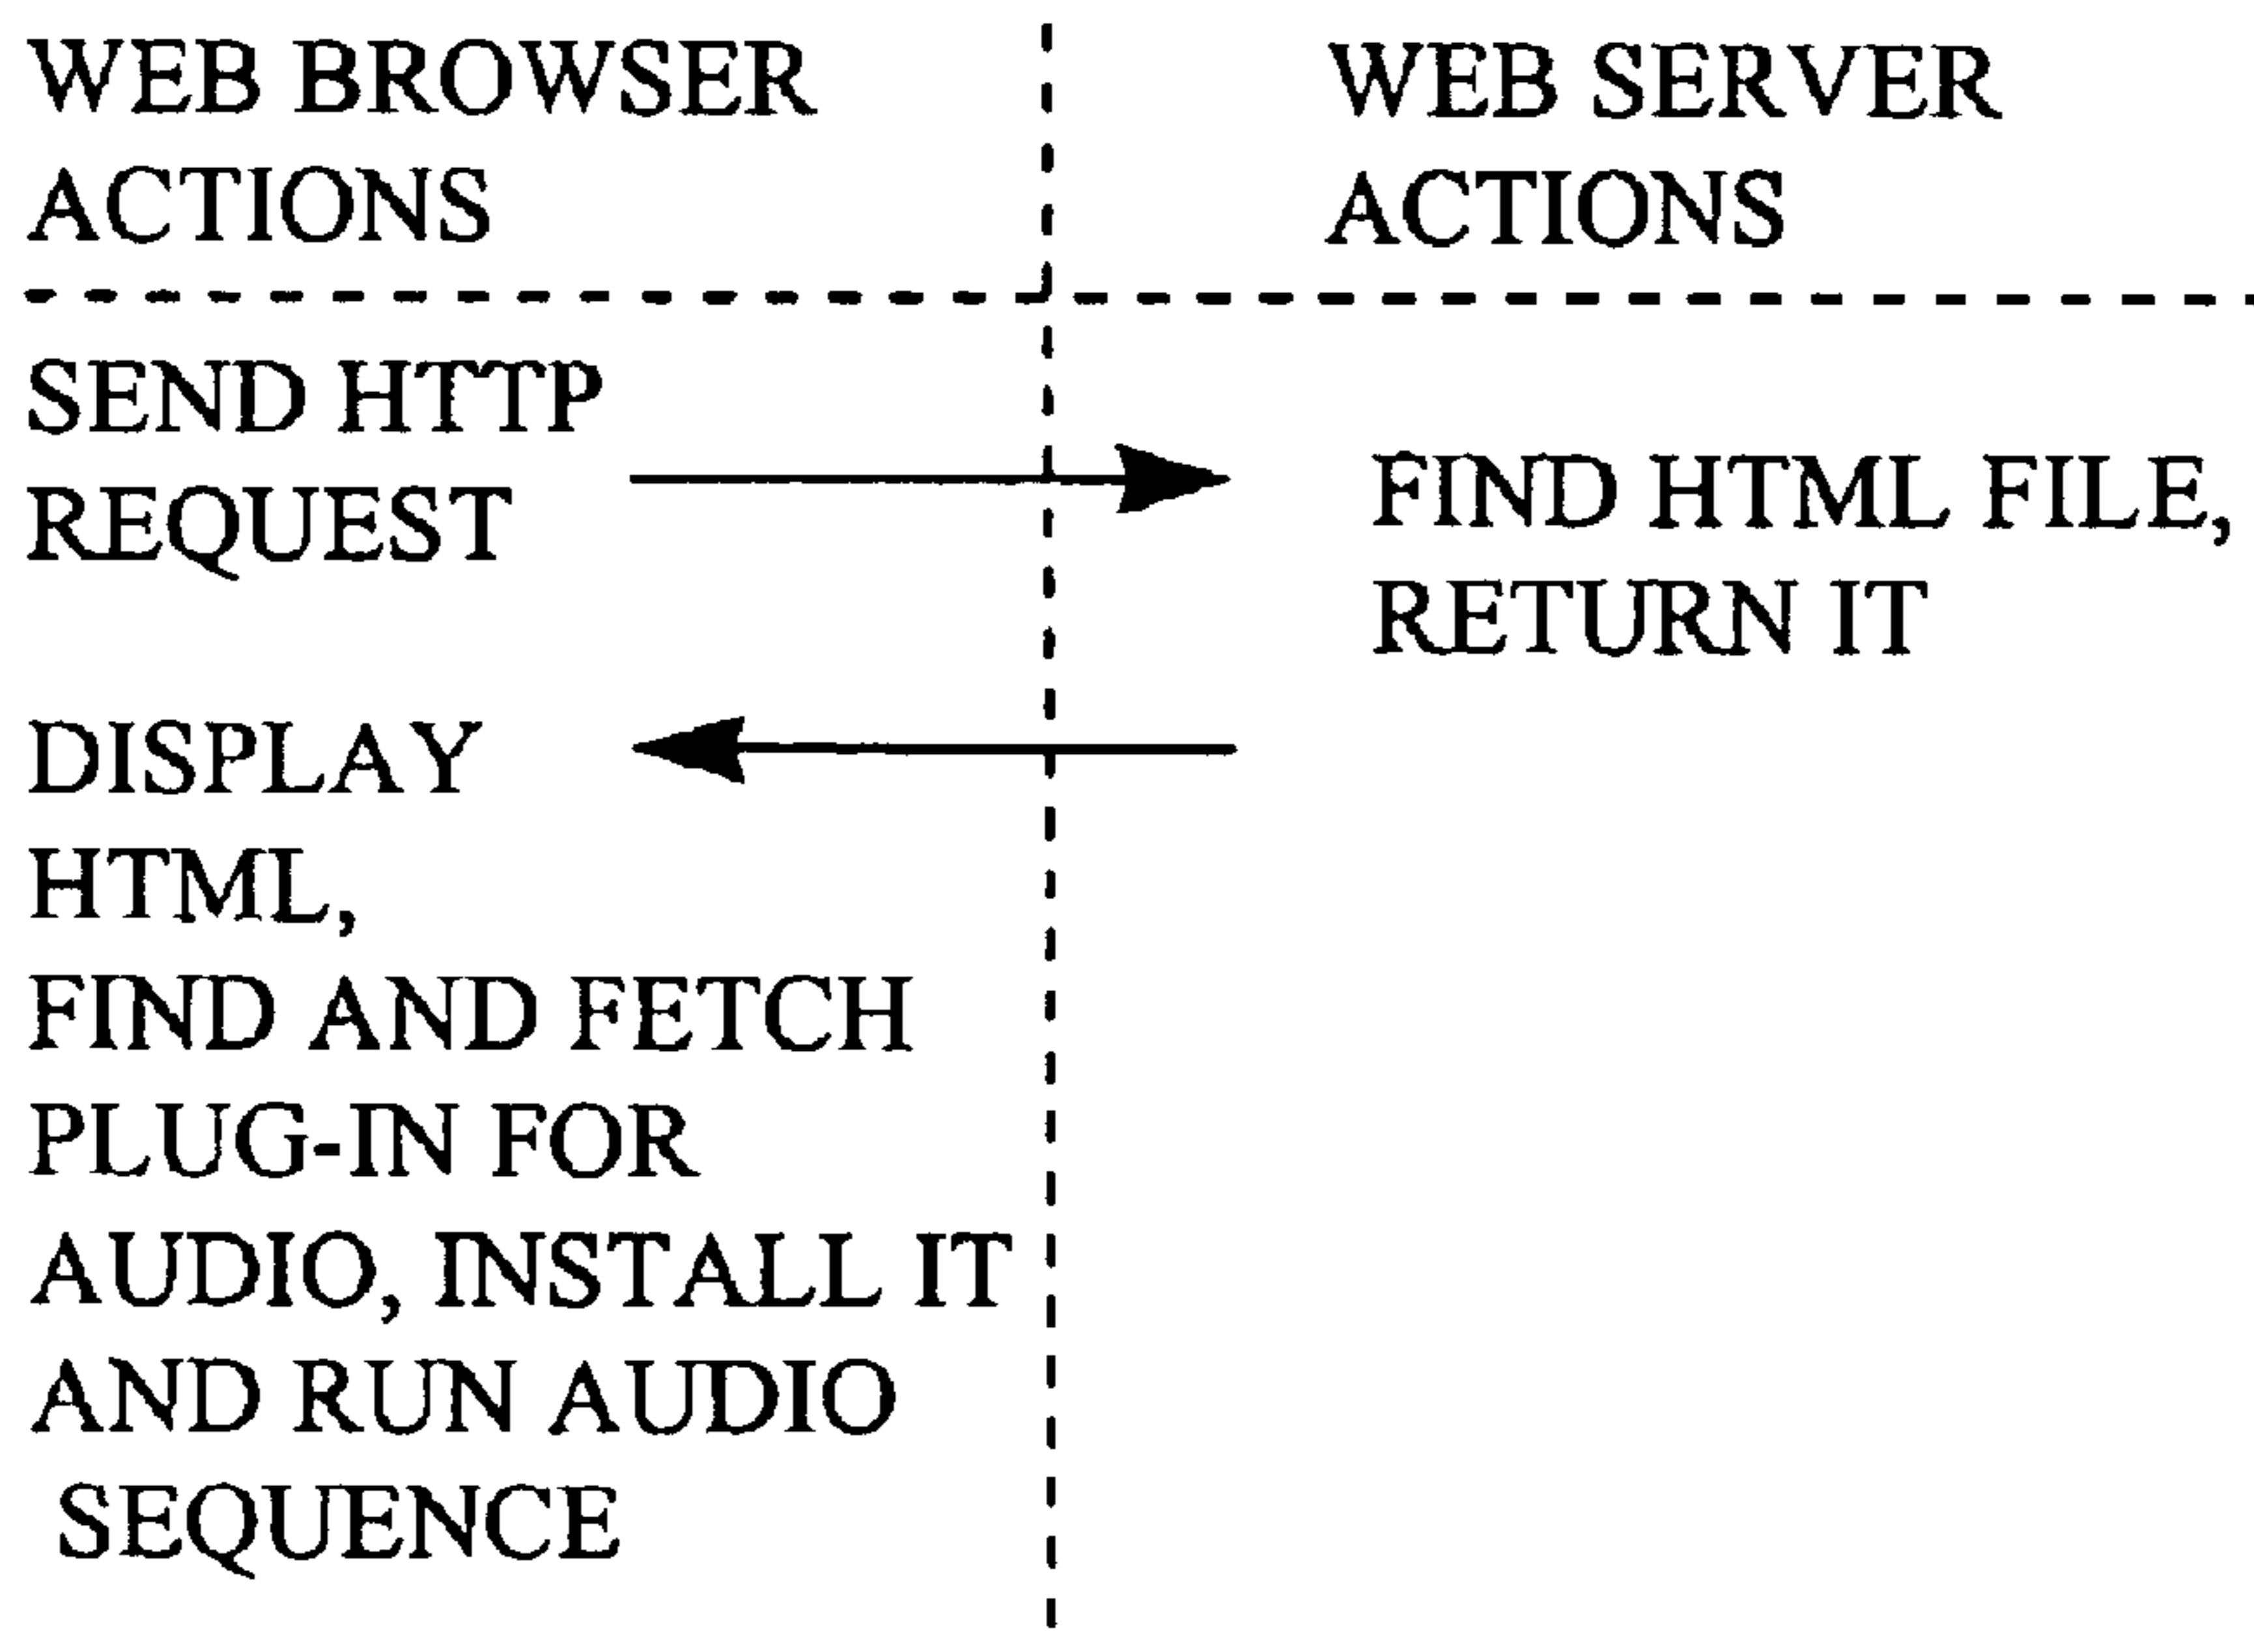 WEB BROWSER
ACTIONS
WEB SERVER
ACTIONS
SEND HTTP
REQUEST
FIND HTML FILE,
RETURN IT
DISPLAY
HTML,
FIND AND FETCH
PLUG-IN FOR
AUDIO, INSTALL IT
AND RUN AUDIO
SEQUENCE